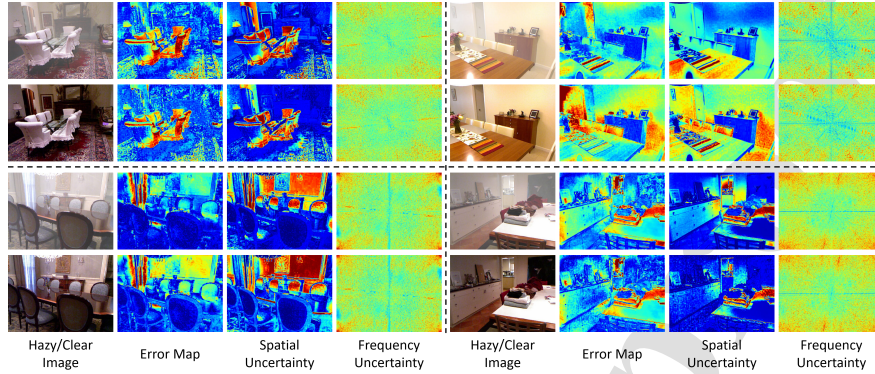 Hazy/Clear Image
Error Map
Spatial Uncertainty
Frequency Uncertainty
Hazy/Clear Image
Error Map
Spatial Uncertainty
Frequency Uncertainty